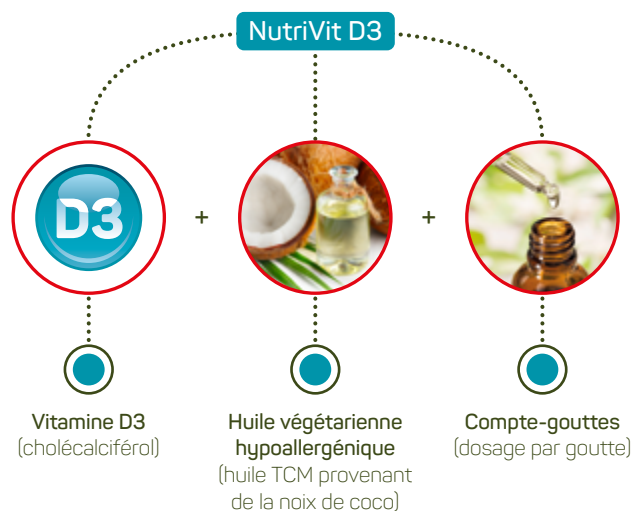 NutriVit D3
D3
+
+
Vitamine D3
(cholécalciférol)
Huile végétarienne
hypoallergénique
(huile TCM provenant
de la noix de coco)
Compte-gouttes
(dosage par goutte)